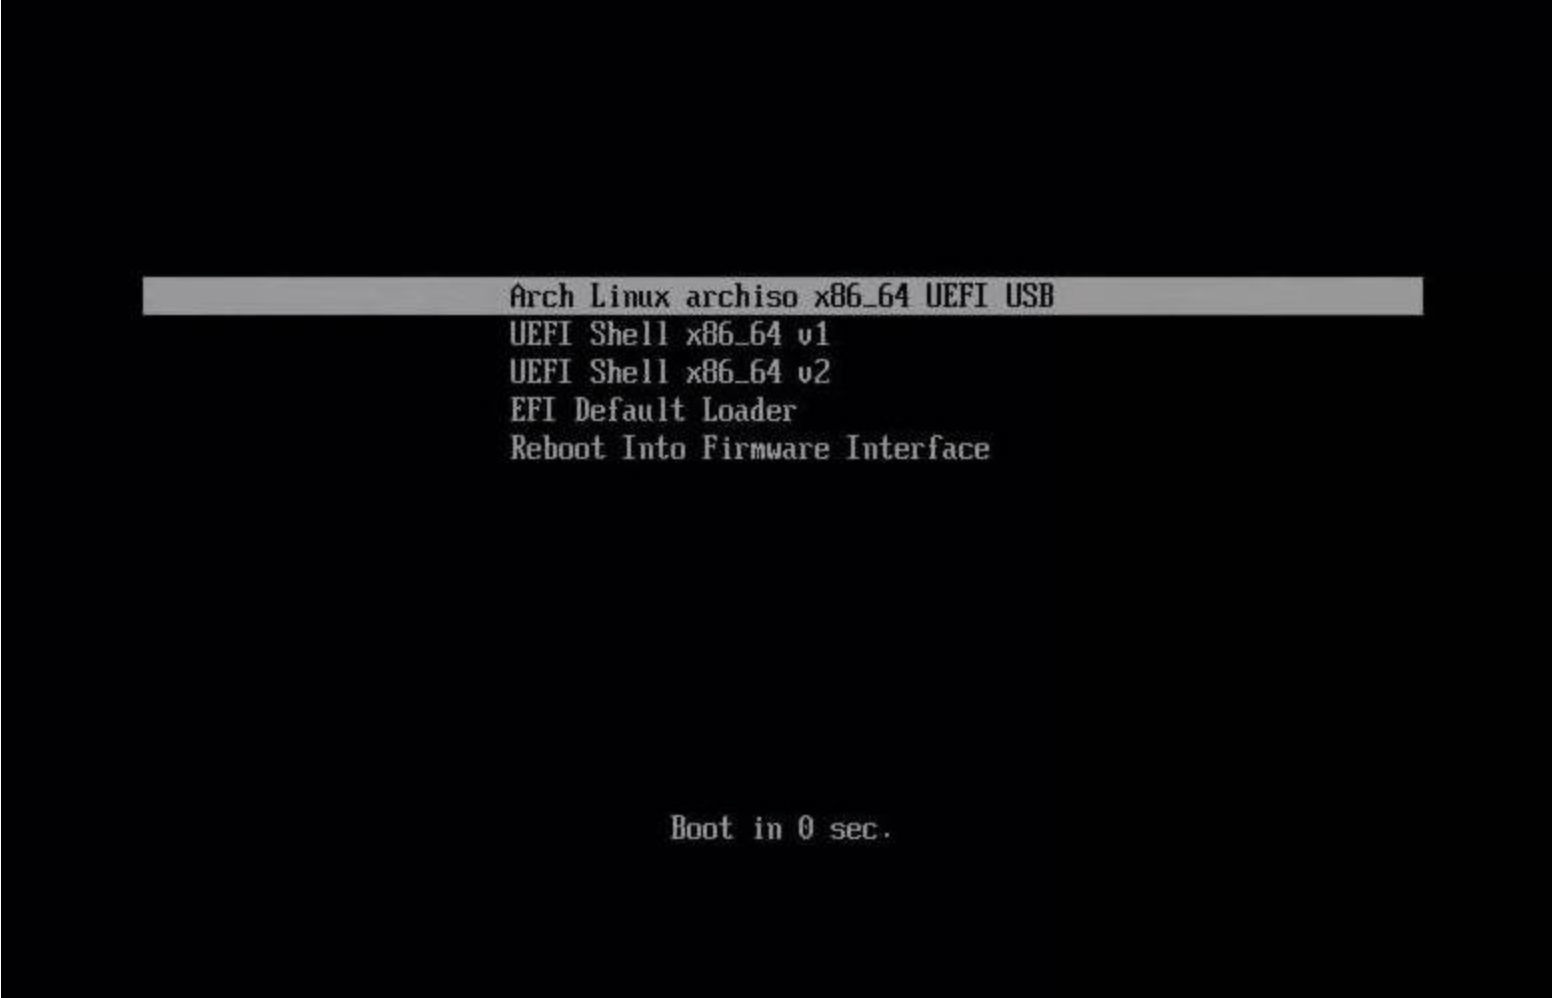 Arch Linux archiso x86_64 UEFI USB
UEFI Shell x86_64 v1
UEFI Shell x86_64 v2
EFI Default Loader
Reboot Into Firmware Interface
Boot in 0 sec.